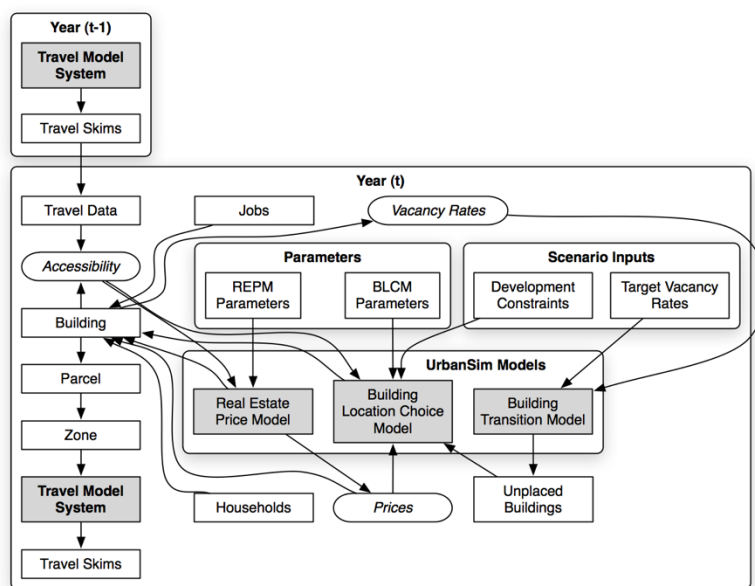 Year (t-1)
Travel Model
System
Travel Skims
Year (t)
Travel Data
Jobs
Vacancy Rates
Accessibility
Parameters
Scenario Inputs
REPM
Parameters
BLCM
Parameters
Development
Constraints
Target Vacancy
Rates
Building
UrbanSim Models
Parcel
Real Estate
Price Model
Building
Location Choice
Model
Building
Transition Model
Zone
Travel Model
System
Households
Prices
Unplaced
Buildings
Travel Skims